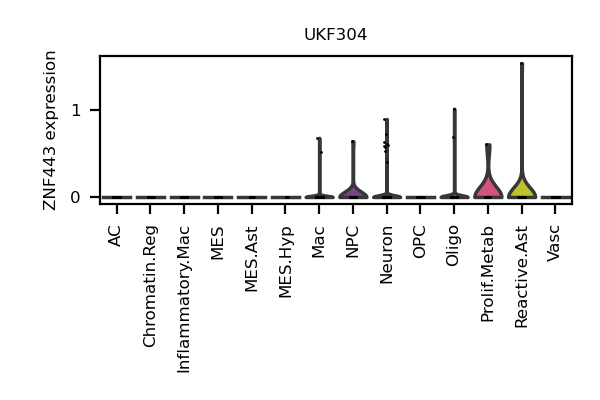 UKF304
ZNF443 expression
1
0
AC
Chromatin.Reg
Inflammatory.Mac
MES
MES.Ast
MES.Hyp
Mac
NPC
Neuron
OPC
Oligo
Prolif.Metab
Reactive.Ast
Vasc